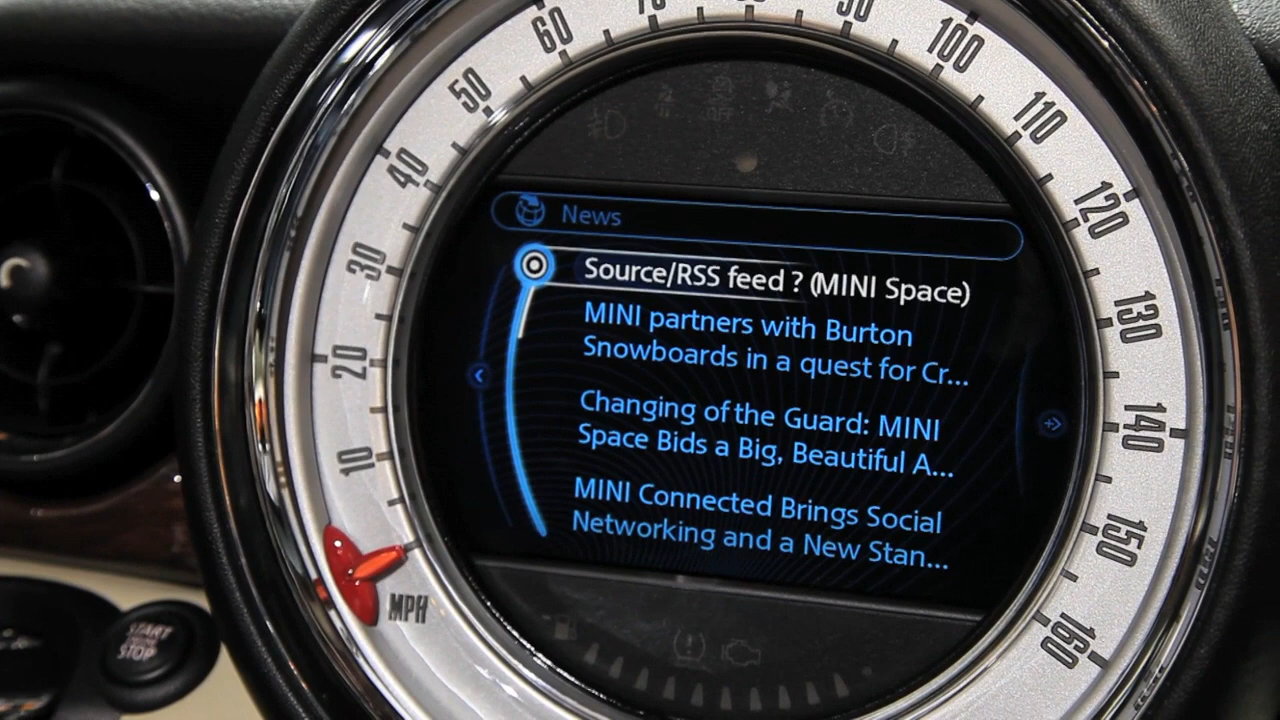 60
100
50
110
40
120
News
Source/RSS feed ? (MINI Space)
30
MINI partners with Burton
Snowboards in a quest for Cr...
130
20
Changing of the Guard: MINI
Space Bids a Big, Beautiful A...
140
10
MINI Connected Brings Social
Networking and a New Stan...
150
MPH
160
START
STOP